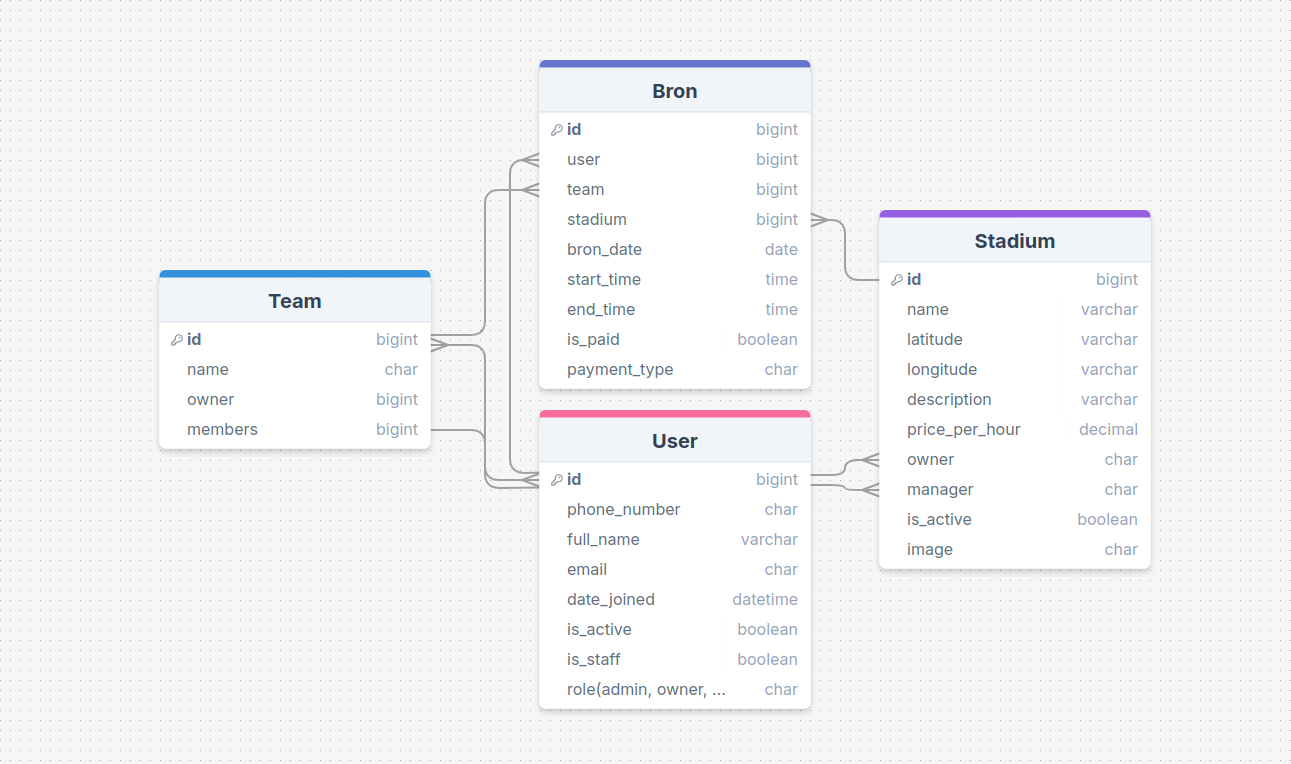 Bron
id bigint
user bigint
team bigint
stadium bigint
bron_date date
start_time time
end_time time
is_paid boolean
payment_type char
Team
id bigint
name char
owner bigint
members bigint
User
id bigint
phone_number char
full_name varchar
email char
date_joined datetime
is_active boolean
is_staff boolean
role(admin, owner, ... char
Stadium
id bigint
name varchar
latitude varchar
longitude varchar
description varchar
price_per_hour decimal
owner char
manager char
is_active boolean
image char